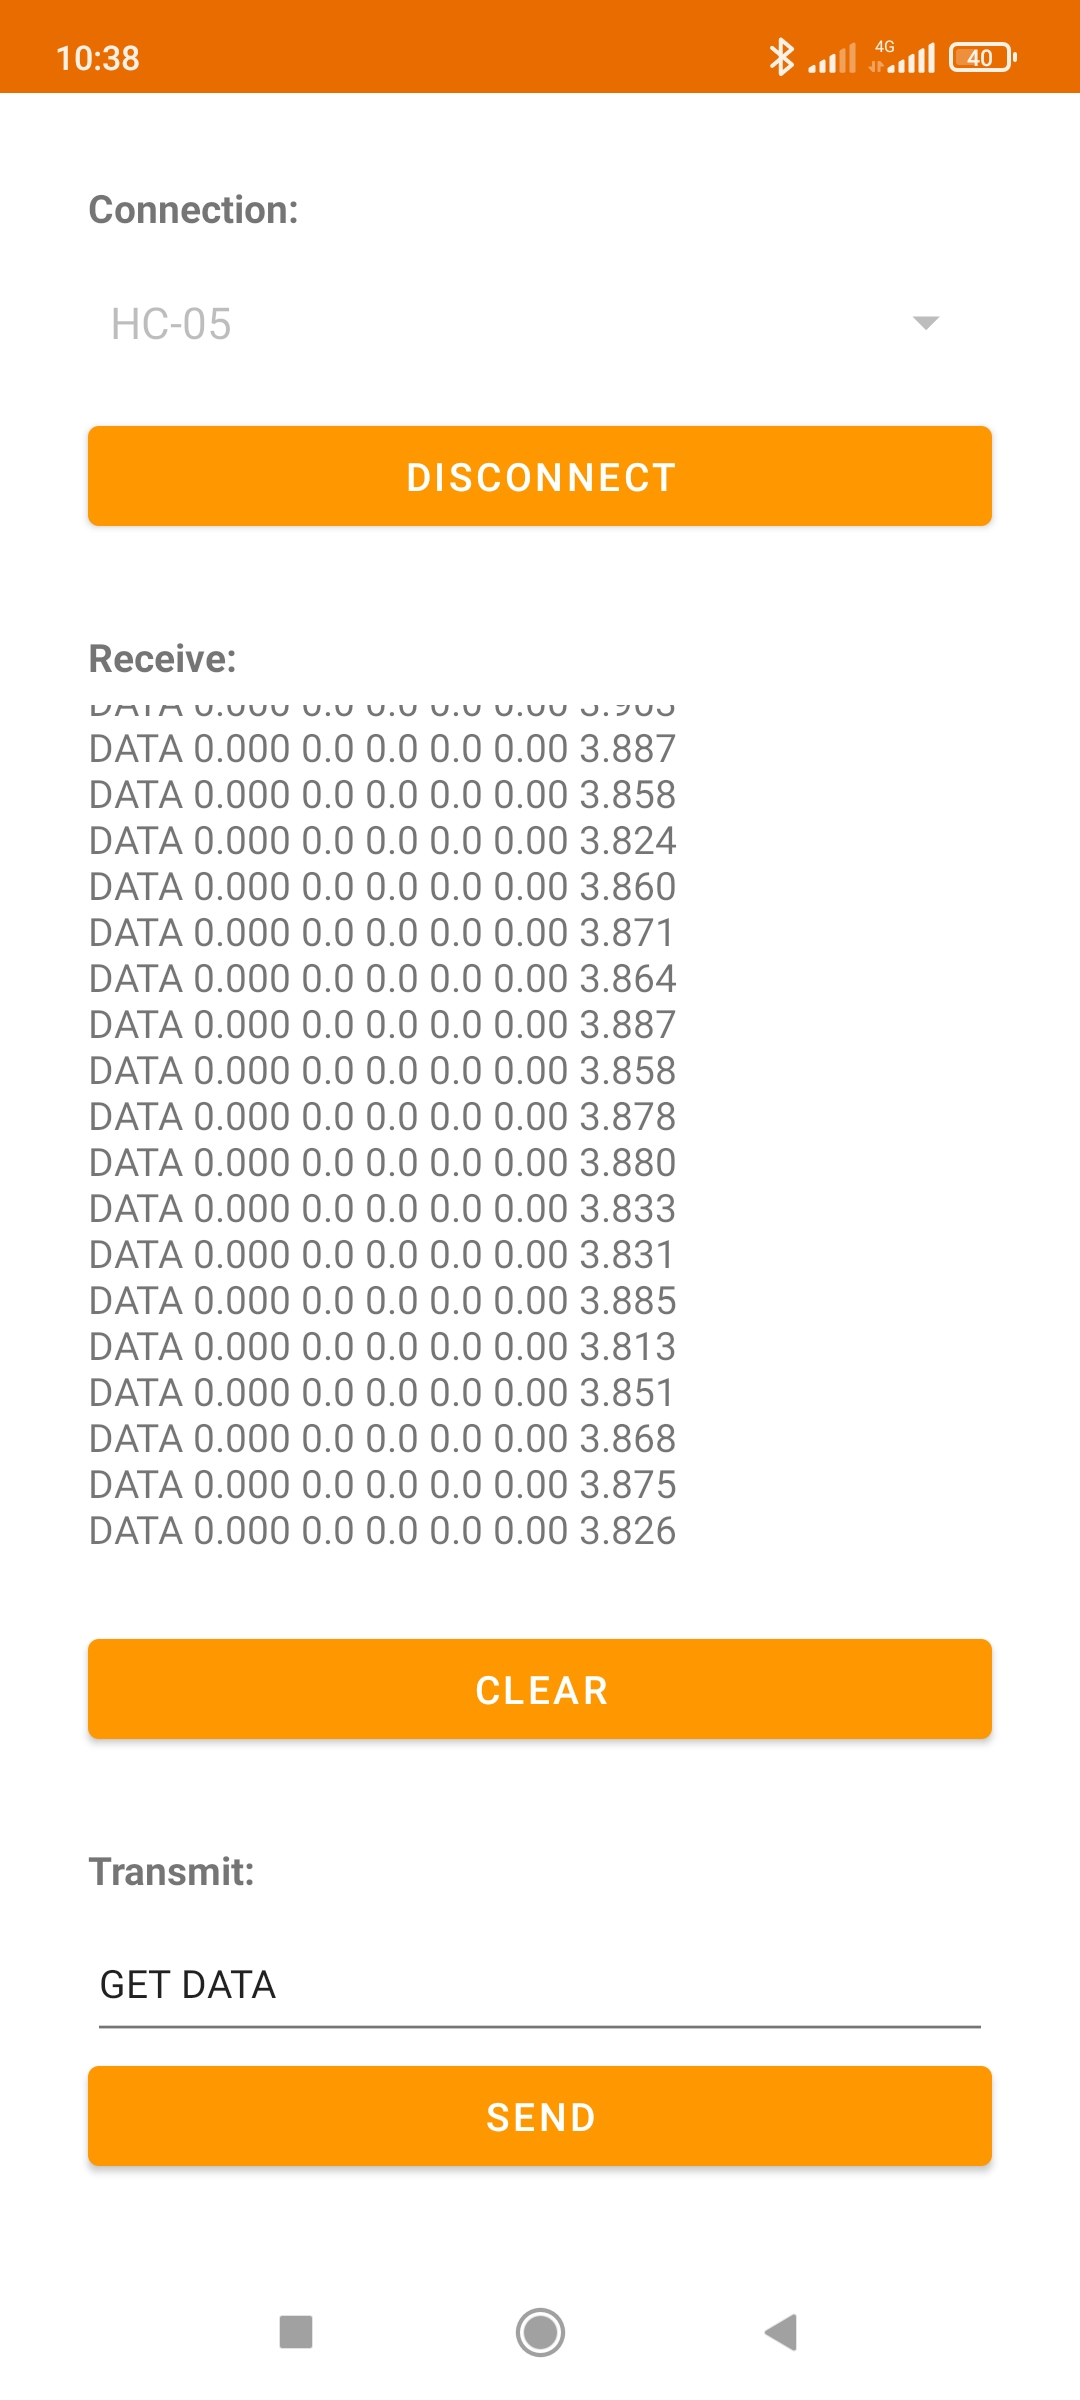 10:38
4G
40
Connection:
HC-05
DISCONNECT
Receive:
DATA 0.000 0.0 0.0 0.0 0.00
DATA 0.000 0.0 0.0 0.0 0.00 3.887
DATA 0.000 0.0 0.0 0.0 0.00 3.858
DATA 0.000 0.0 0.0 0.0 0.00 3.824
DATA 0.000 0.0 0.0 0.0 0.00 3.860
DATA 0.000 0.0 0.0 0.0 0.00 3.871
DATA 0.000 0.0 0.0 0.0 0.00 3.864
DATA 0.000 0.0 0.0 0.0 0.00 3.887
DATA 0.000 0.0 0.0 0.0 0.00 3.858
DATA 0.000 0.0 0.0 0.0 0.00 3.878
DATA 0.000 0.0 0.0 0.0 0.00 3.880
DATA 0.000 0.0 0.0 0.0 0.00 3.833
DATA 0.000 0.0 0.0 0.0 0.00 3.831
DATA 0.000 0.0 0.0 0.0 0.00 3.885
DATA 0.000 0.0 0.0 0.0 0.00 3.813
DATA 0.000 0.0 0.0 0.0 0.00 3.851
DATA 0.000 0.0 0.0 0.0 0.00 3.868
DATA 0.000 0.0 0.0 0.0 0.00 3.875
DATA 0.000 0.0 0.0 0.0 0.00 3.826
CLEAR
Transmit:
GET DATA
SEND